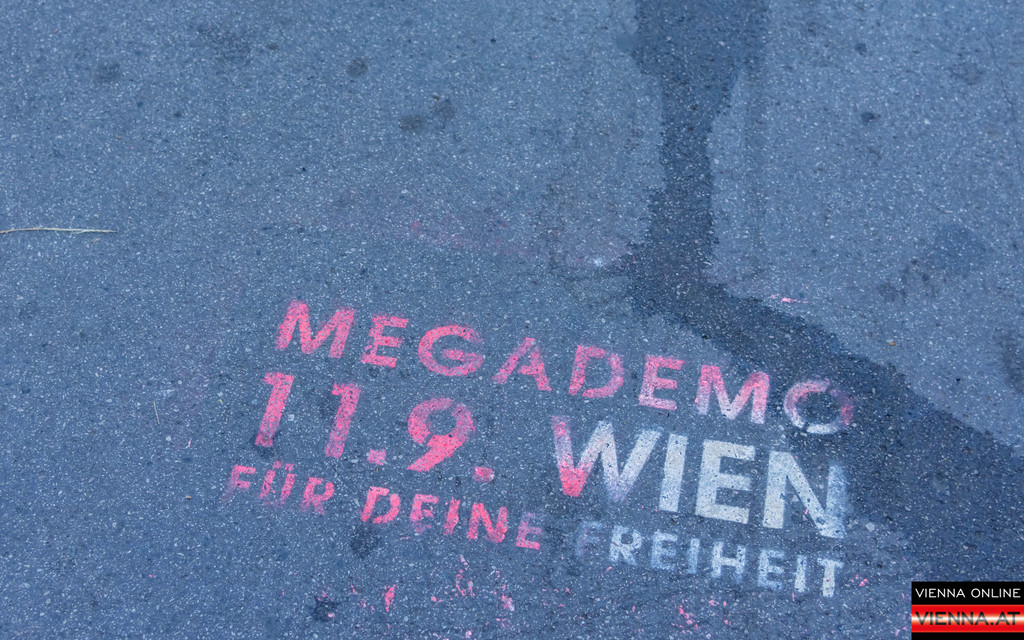 MEGADEMO
11.9. WIEN
FÜR DEINE FREIHEIT
VIENNA ONLINE
VIENNA.AT